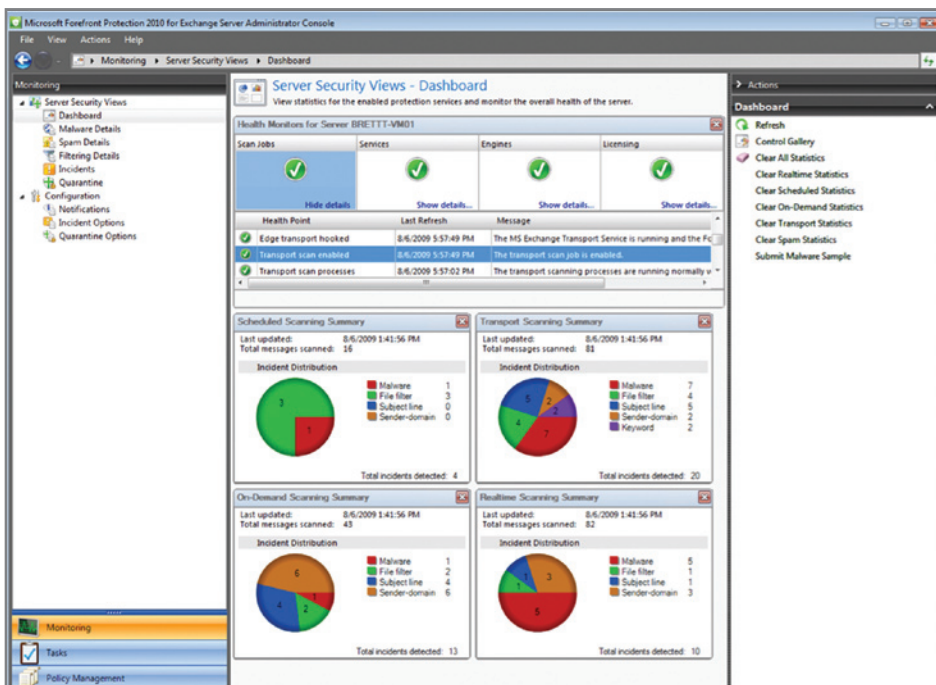 Microsoft Forefront Protection 2010 for Exchange Server Administrator Console
File View Actions Help
Monitoring Server Security Views Dashboard
Monitoring
Server Security Views
Dashboard
Malware Details
Spam Details
Filtering Details
Incidents
Quarantine
Configuration
Notifications
Incident Options
Quarantine Options
Monitoring
Tasks
Policy Management
Server Security Views - Dashboard
View statistics for the enabled protection services and monitor the overall health of the server.
Health Monitors for Server BRETTT-VM01
Scan Jobs Services Engines Licensing
Hide details Show details... Show details... Show details...
Health Point Last Refresh Message
Edge transport hooked 8/6/2009 5:57:49 PM The MS Exchange Transport Service is running and the Fo
Transport scan enabled 8/6/2009 5:57:49 PM The transport scan job is enabled.
Transport scan processes 8/6/2009 5:57:02 PM The transport scanning processes are running normally w
Scheduled Scanning Summary
Last updated: 8/6/2009 1:41:56 PM
Total messages scanned: 16
Incident Distribution
3
1
Malware 1
File filter 3
Subject line 0
Sender-domain 0
Total incidents detected: 4
Transport Scanning Summary
Last updated: 8/6/2009 1:41:56 PM
Total messages scanned: 81
Incident Distribution
5
2
2
4
7
Malware 7
File filter 4
Subject line 5
Sender-domain 2
Keyword 2
Total incidents detected: 20
On-Demand Scanning Summary
Last updated: 8/6/2009 1:41:56 PM
Total messages scanned: 43
Incident Distribution
6
1
4
2
Malware 1
File filter 2
Subject line 4
Sender-domain 6
Total incidents detected: 13
Realtime Scanning Summary
Last updated: 8/6/2009 1:41:56 PM
Total messages scanned: 82
Incident Distribution
1
3
1
5
Malware 5
File filter 1
Subject line 1
Sender-domain 3
Total incidents detected: 10
Actions
Dashboard
Refresh
Control Gallery
Clear All Statistics
Clear Realtime Statistics
Clear Scheduled Statistics
Clear On-Demand Statistics
Clear Transport Statistics
Clear Spam Statistics
Submit Malware Sample